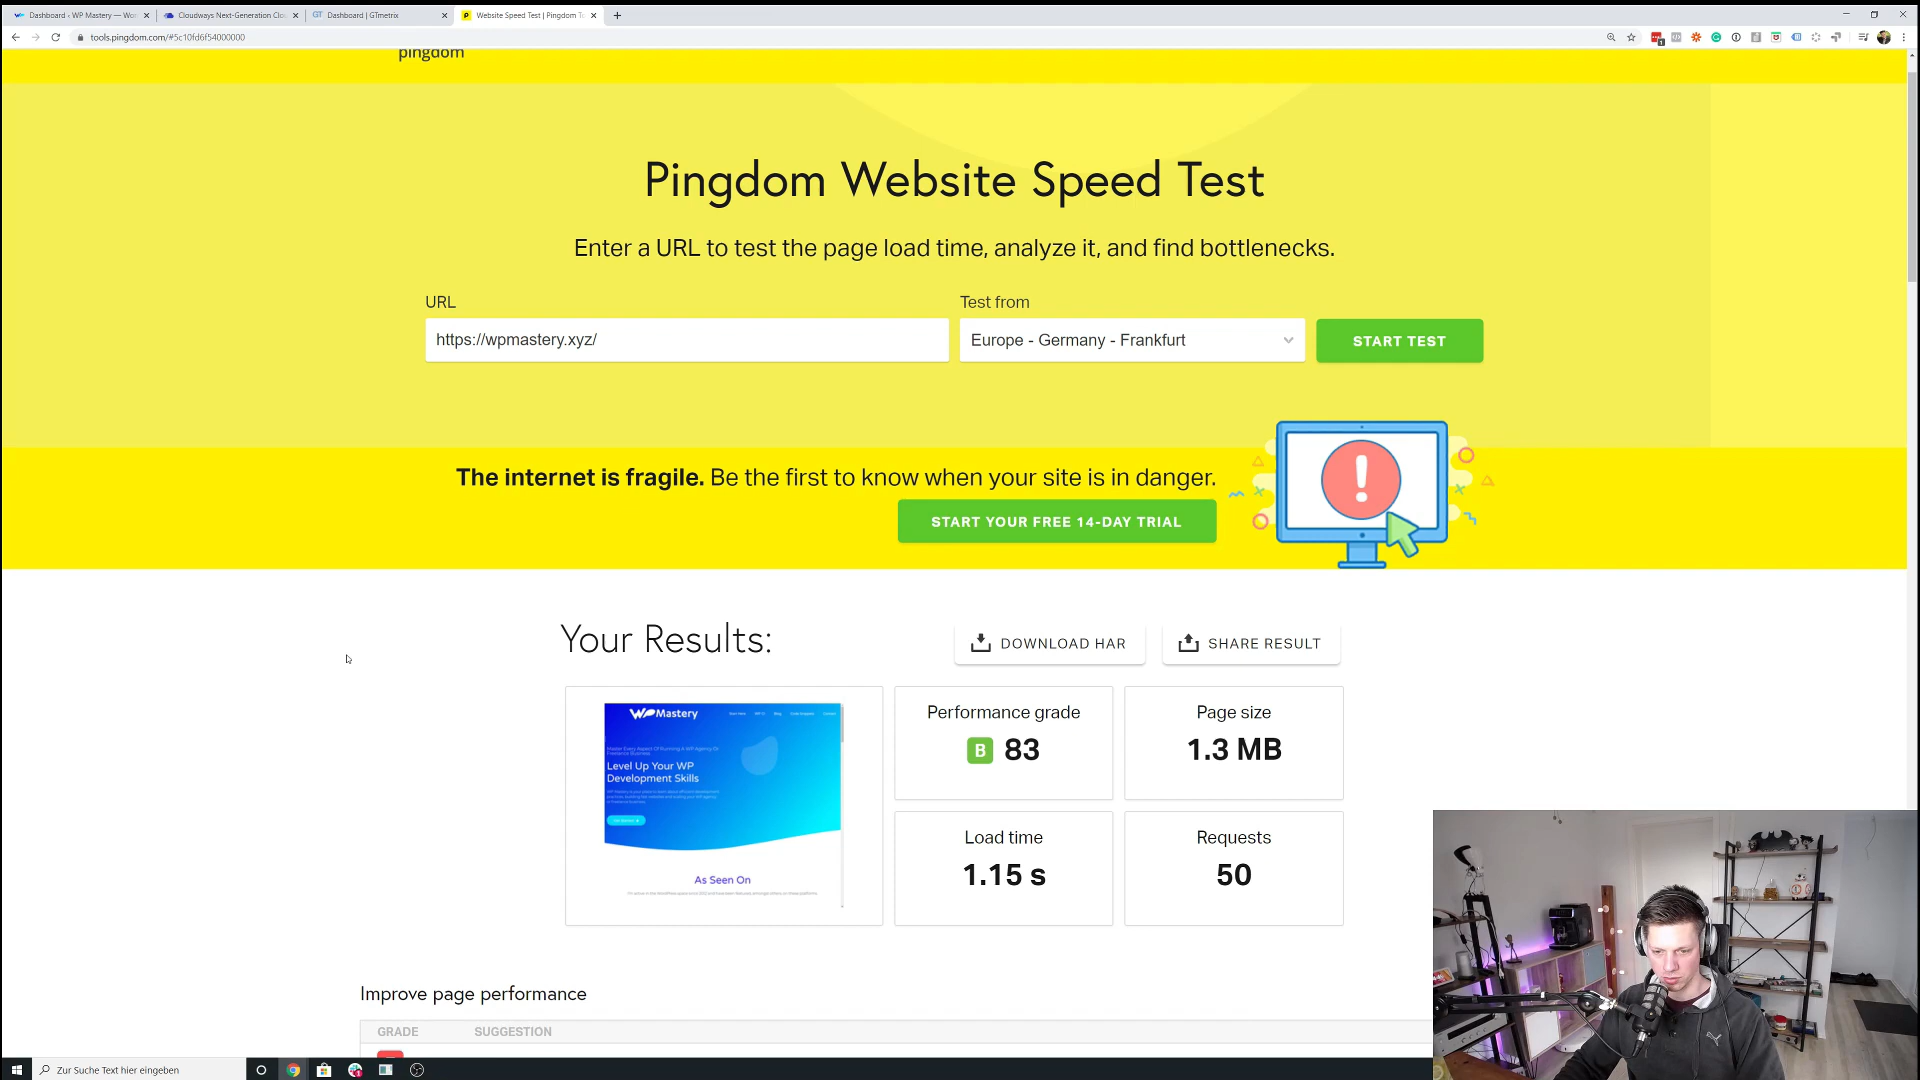 Dashboard ‹ WP Mastery — Wor
Cloudways Next-Generation Clou
Dashboard | GTmetrix
Website Speed Test | Pingdom To
tools.pingdom.com/#5c10fd6f54000000
pingdom
Pingdom Website Speed Test
Enter a URL to test the page load time, analyze it, and find bottlenecks.
URL
Test from
https://wpmastery.xyz/
Europe - Germany - Frankfurt
START TEST
The internet is fragile. Be the first to know when your site is in danger.
START YOUR FREE 14-DAY TRIAL
Your Results:
DOWNLOAD HAR
SHARE RESULT
WP Mastery
Level Up Your WP
Development Skills
As Seen On
Performance grade
B 83
Page size
1.3 MB
Load time
1.15 s
Requests
50
Improve page performance
GRADE
SUGGESTION
Zur Suche Text hier eingeben